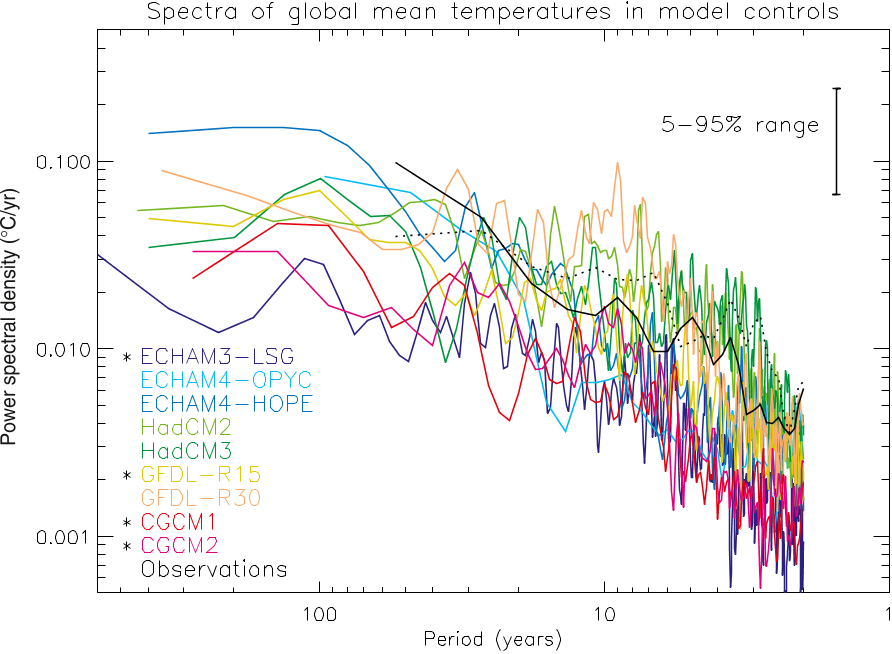 Spectra of global mean temperatures in model controls
5-95% range
0.100
0.010
0.001
Power spectral density (°C/yr)
* ECHAM3-LSG
ECHAM4-OPYC
ECHAM4-HOPE
HadCM2
HadCM3
* GFDL-R15
GFDL-R30
* CGCM1
* CGCM2
Observations
100 10 1
Period (years)